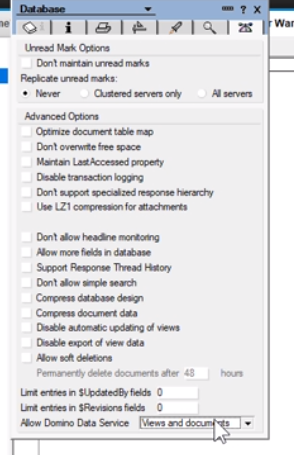 Database
? X
Unread Mark Options
Don't maintain unread marks
Replicate unread marks:
Never Clustered servers only All servers
Advanced Options
Optimize document table map
Don't overwrite free space
Maintain LastAccessed property
Disable transaction logging
Don't support specialized response hierarchy
Use LZ1 compression for attachments
Don't allow headline monitoring
Allow more fields in database
Support Response Thread History
Don't allow simple search
Compress database design
Compress document data
Disable automatic updating of views
Disable export of view data
Allow soft deletions
Permanently delete documents after 48 hours
Limit entries in $UpdatedBy fields 0
Limit entries in $Revisions fields 0
Allow Domino Data Service Views and documents